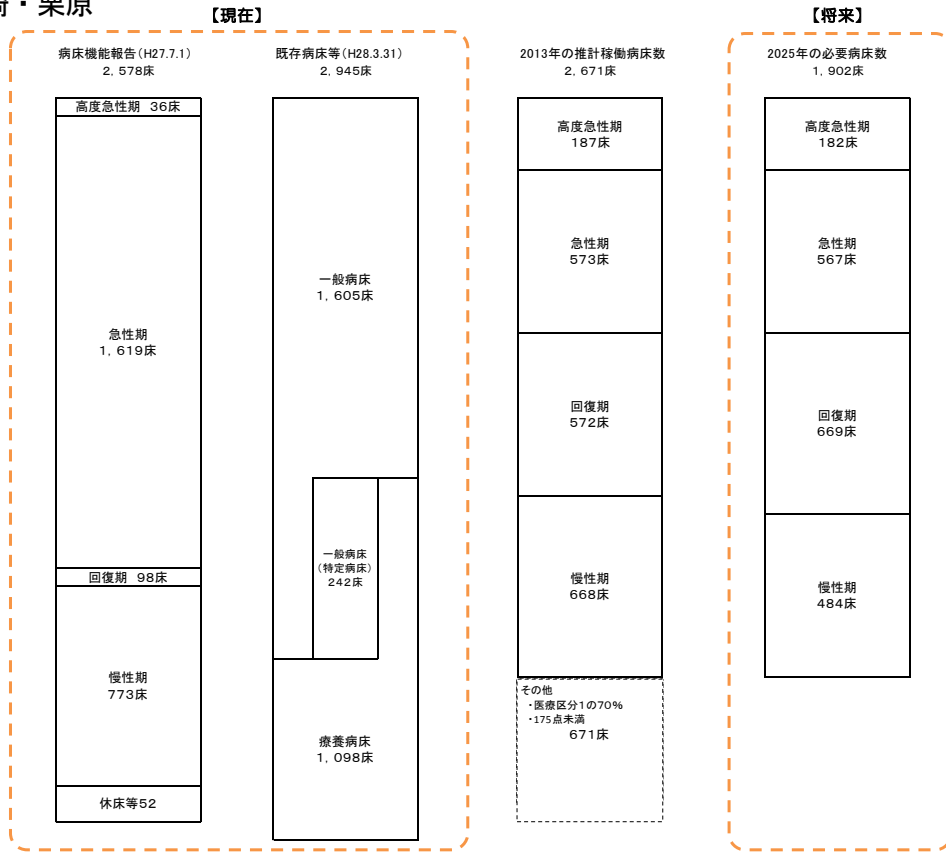 ・栗原
【現在】
【将来】
病床機能報告(H27.7.1)
2,578床
高度急性期 36床
急性期
1,619床
回復期 98床
慢性期
773床
休床等52
既存病床等(H28.3.31)
2,945床
一般病床
1,605床
一般病床
(特定病床)
242床
療養病床
1,098床
2013年の推計稼働病床数
2,671床
高度急性期
187床
急性期
573床
回復期
572床
慢性期
668床
その他
・医療区分1の70%
・175点未満
671床
2025年の必要病床数
1,902床
高度急性期
182床
急性期
567床
回復期
669床
慢性期
484床